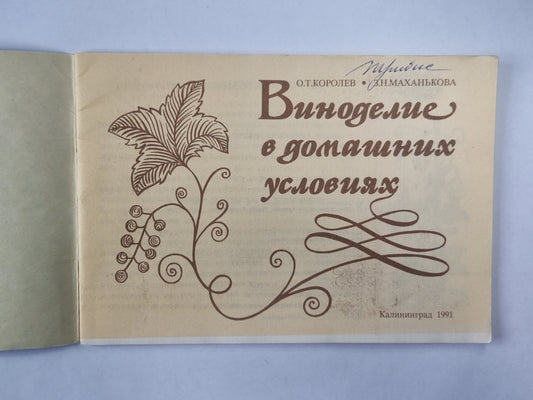 О.Т.КОРОЛЕВ • З.Н.МАХАНЬКОВА
Виноделие
в домашних
условиях
Калининград 1991